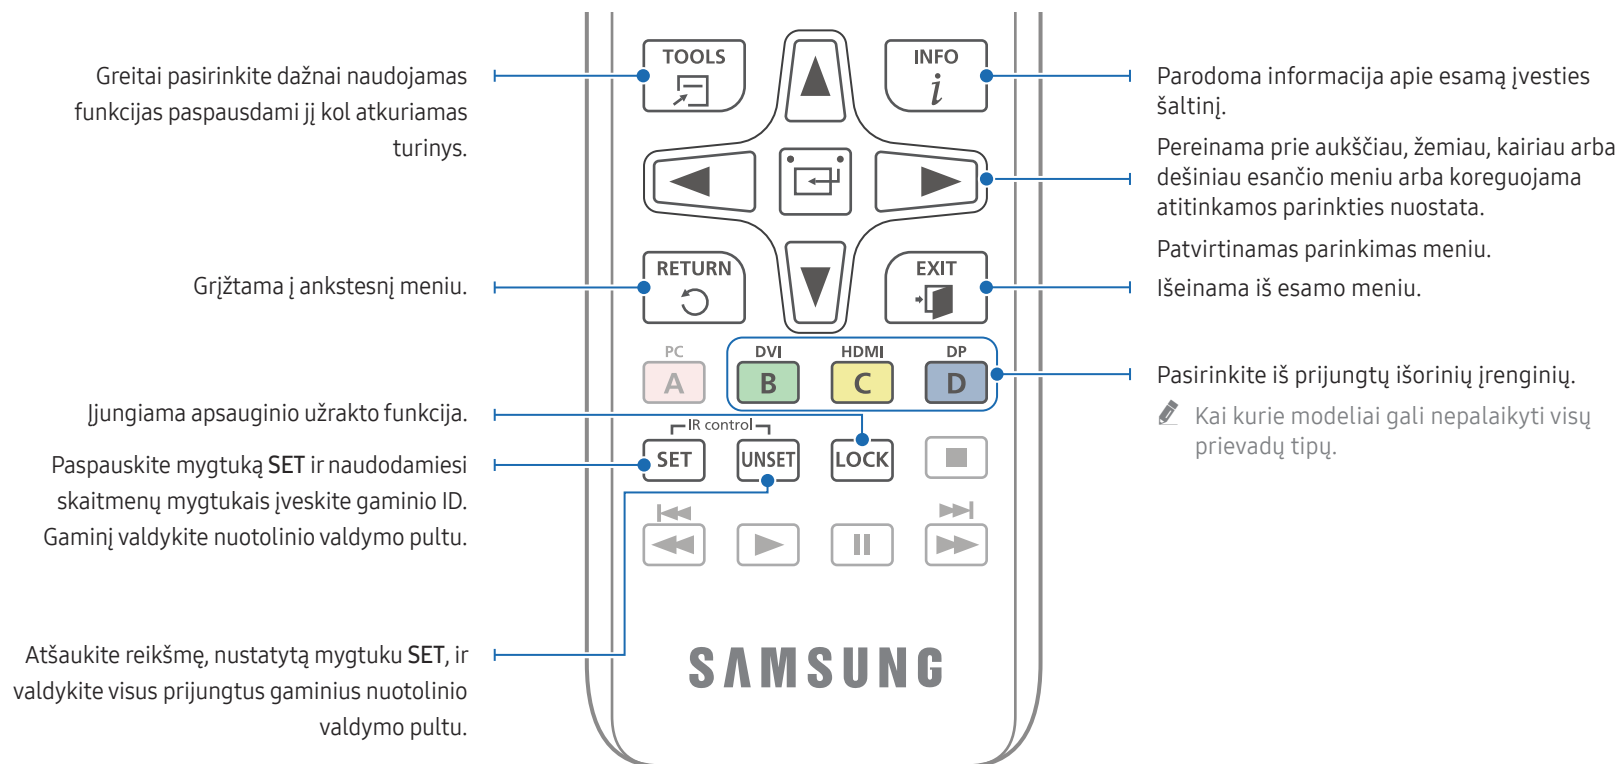 Greitai pasirinkite dažnai naudojamas
funkcijas paspausdami jį kol atkuriamas
turinys.
Grįžtama į ankstesnį meniu.
Įjungiama apsauginio užrakto funkcija.
Paspauskite mygtuką SET ir naudodamiesi
skaitmenų mygtukais įveskite gaminio ID.
Gaminį valdykite nuotolinio valdymo pultu.
Atšaukite reikšmę, nustatytą mygtuku SET, ir
valdykite visus prijungtus gaminius nuotolinio
valdymo pultu.
TOOLS
INFO
i
RETURN
EXIT
PC
DVI
HDMI
DP
A
B
C
D
IR control
SET
UNSET
LOCK
SAMSUNG
Parodoma informacija apie esamą įvesties
šaltinį.
Pereinama prie aukščiau, žemiau, kairiau arba
dešiniau esančio meniu arba koreguojama
atitinkamos parinkties nuostata.
Patvirtinamas parinkimas meniu.
Išeinama iš esamo meniu.
Pasirinkite iš prijungtų išorinių įrenginių.
Kai kurie modeliai gali nepalaikyti visų
prievadų tipų.